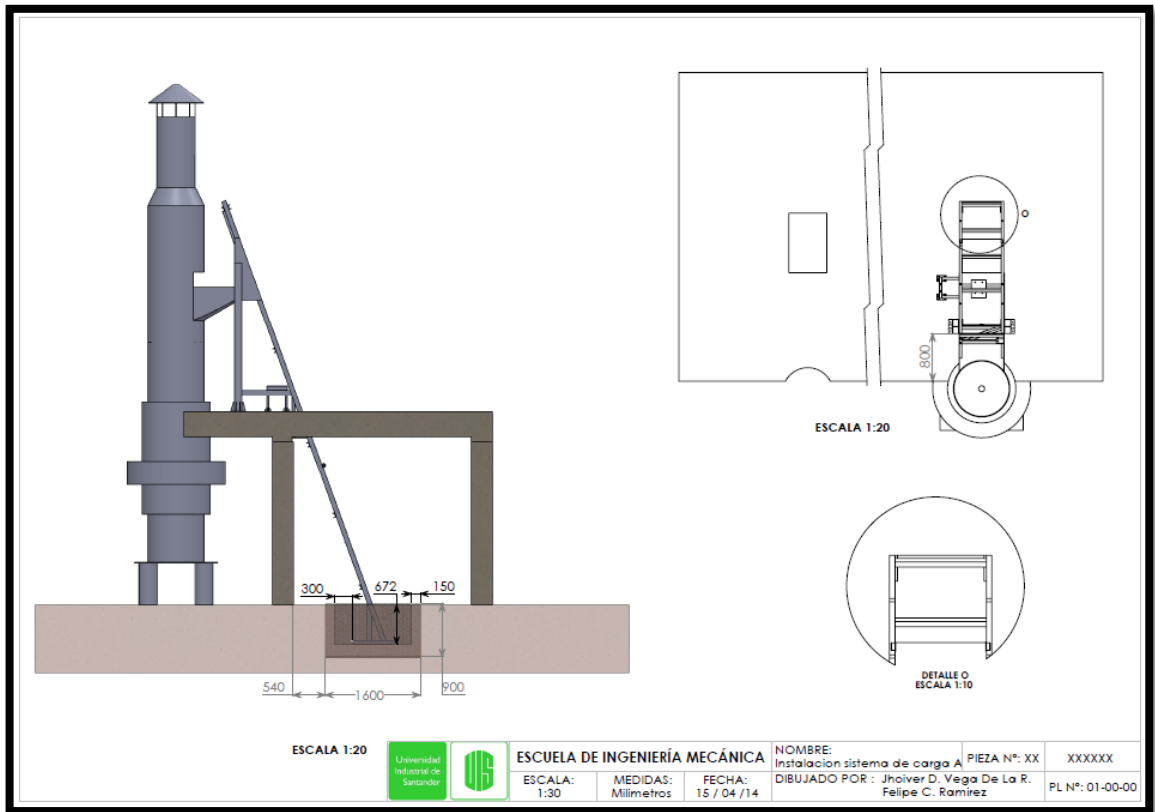 800
ESCALA 1:20
300
672
150
540
1600
900
DETALLE O
ESCALA 1:10
ESCALA 1:20
Universidad
Industrial de
Santander
UIS
ESCUELA DE INGENIERÍA MECÁNICA
ESCALA:
1:30
MEDIDAS:
Milimetros
FECHA:
15 / 04 /14
NOMBRE:
Instalacion sistema de carga A
PIEZA Nº: XX
XXXXXX
DIBUJADO POR : Jhoiver D. Vega De La R.
Felipe C. Ramirez
PL Nº: 01-00-00